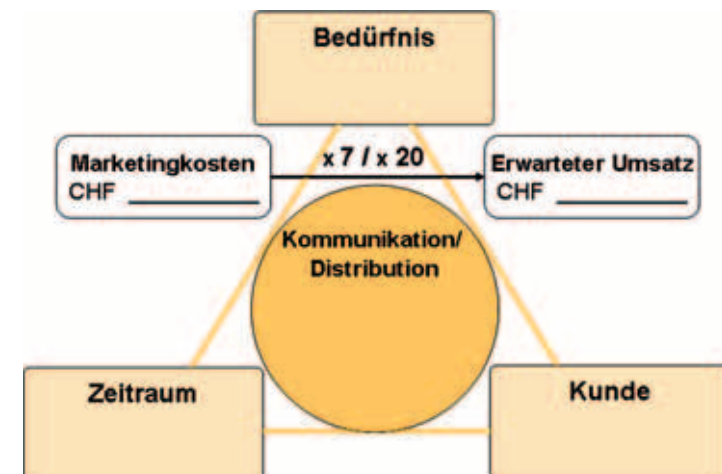 Bedürfnis
Marketingkosten
CHF
x 7 / x 20
Erwarteter Umsatz
CHF
Kommunikation/
Distribution
Zeitraum
Kunde